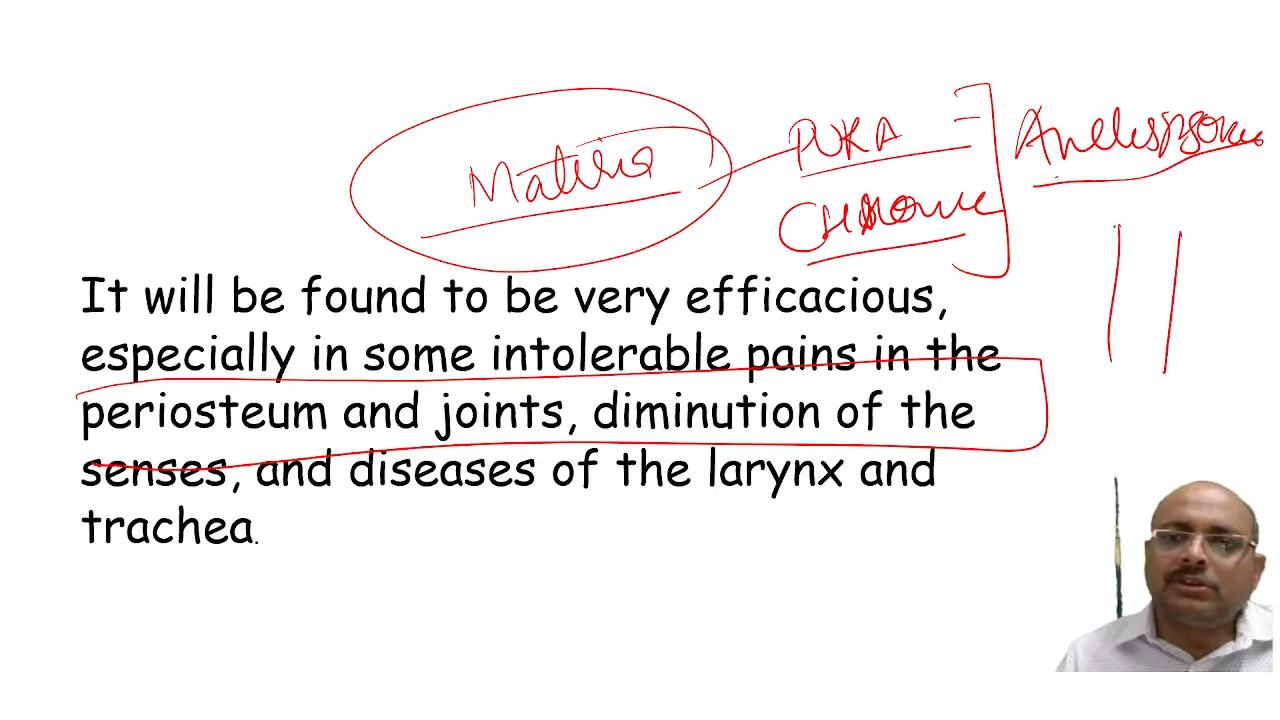 Materia
PURA
CHRONIC
It will be found to be very efficacious,
especially in some intolerable pains in the
periosteum and joints, diminution of the
senses, and diseases of the larynx and
trachea.